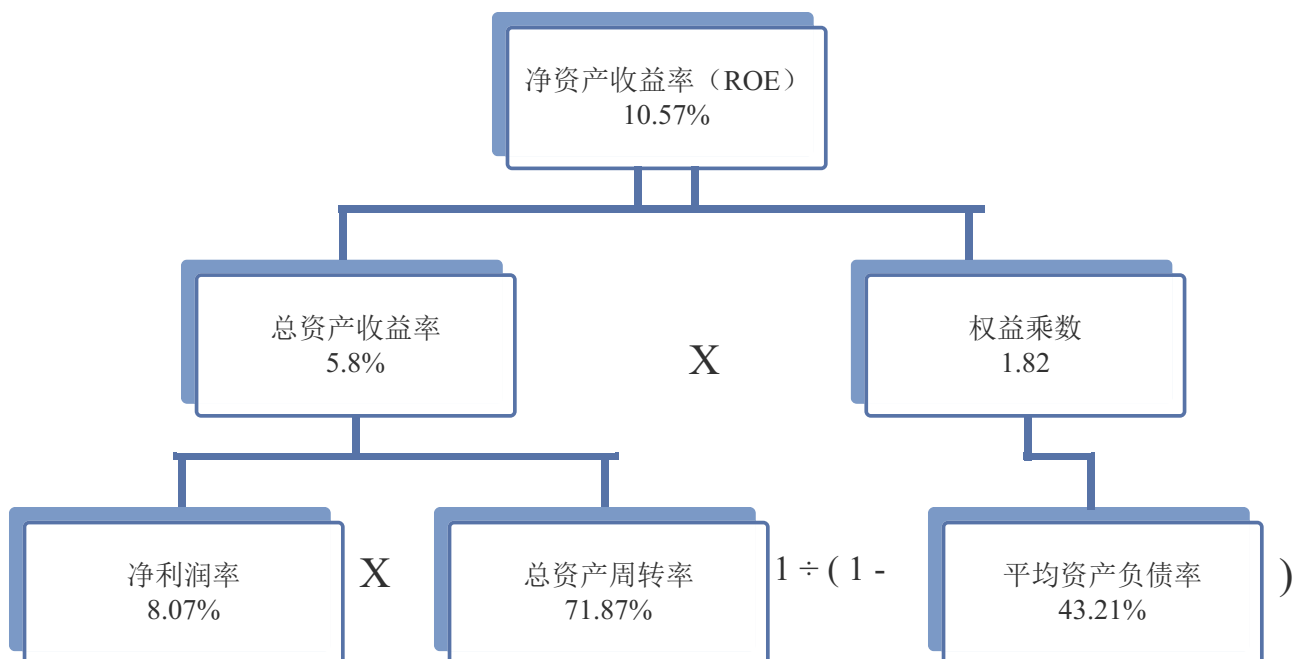 净资产收益率（ROE）
10.57%
总资产收益率
5.8%
X
权益乘数
1.82
净利润率
8.07%
X
总资产周转率
71.87%
1 ÷ ( 1 -
平均资产负债率
43.21%
)